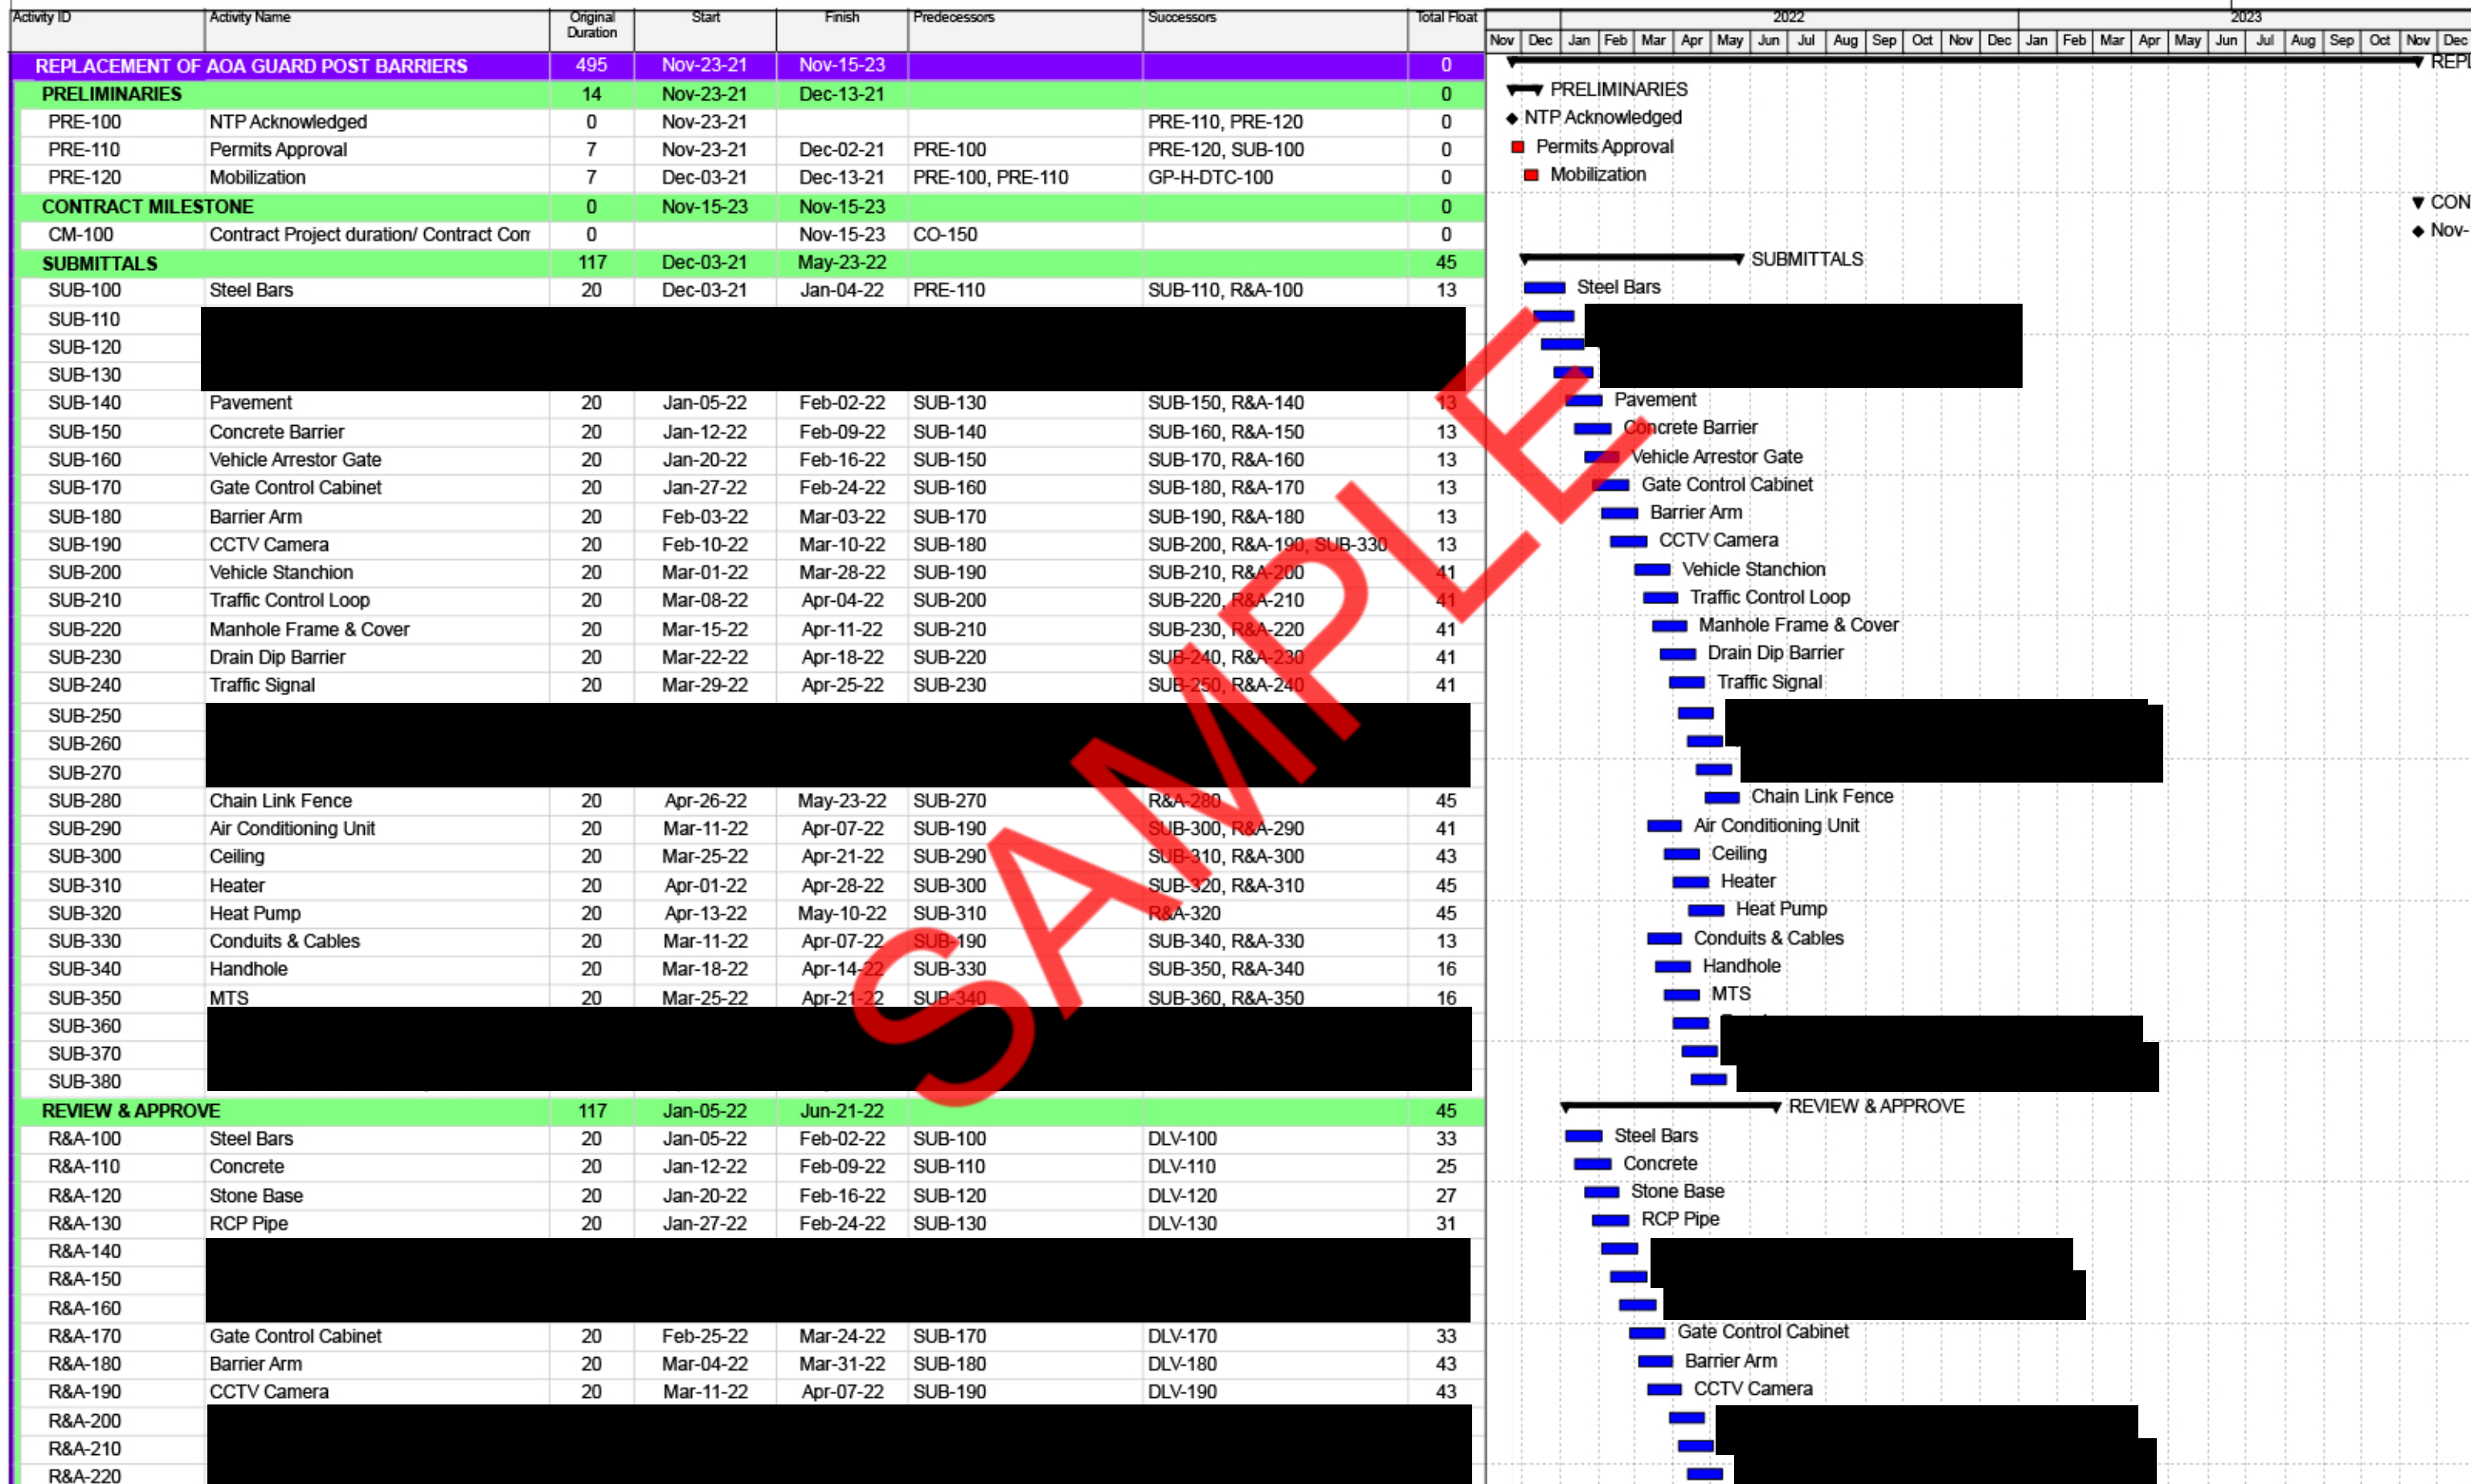 Activity ID Activity Name Original Duration Start Finish Predecessors Successors Total Float 2022 2023
Nov Dec Jan Feb Mar Apr May Jun Jul Aug Sep Oct Nov Dec Jan Feb Mar Apr May Jun Jul Aug Sep Oct Nov Dec
REPLACEMENT OF AOA GUARD POST BARRIERS 495 Nov-23-21 Nov-15-23 0 REPL
PRELIMINARIES 14 Nov-23-21 Dec-13-21 0 PRELIMINARIES
PRE-100 NTP Acknowledged 0 Nov-23-21 PRE-110, PRE-120 0 NTP Acknowledged
PRE-110 Permits Approval 7 Nov-23-21 Dec-02-21 PRE-100 PRE-120, SUB-100 0 Permits Approval
PRE-120 Mobilization 7 Dec-03-21 Dec-13-21 PRE-100, PRE-110 GP-H-DTC-100 0 Mobilization
CONTRACT MILESTONE 0 Nov-15-23 Nov-15-23 0 CON
CM-100 Contract Project duration/ Contract Com 0 Nov-15-23 CO-150 0 Nov-
SUBMITTALS 117 Dec-03-21 May-23-22 45 SUBMITTALS
SUB-100 Steel Bars 20 Dec-03-21 Jan-04-22 PRE-110 SUB-110, R&A-100 13 Steel Bars
SUB-110
SUB-120
SUB-130
SUB-140 Pavement 20 Jan-05-22 Feb-02-22 SUB-130 SUB-150, R&A-140 13 Pavement
SUB-150 Concrete Barrier 20 Jan-12-22 Feb-09-22 SUB-140 SUB-160, R&A-150 13 Concrete Barrier
SUB-160 Vehicle Arrestor Gate 20 Jan-20-22 Feb-16-22 SUB-150 SUB-170, R&A-160 13 Vehicle Arrestor Gate
SUB-170 Gate Control Cabinet 20 Jan-27-22 Feb-24-22 SUB-160 SUB-180, R&A-170 13 Gate Control Cabinet
SUB-180 Barrier Arm 20 Feb-03-22 Mar-03-22 SUB-170 SUB-190, R&A-180 13 Barrier Arm
SUB-190 CCTV Camera 20 Feb-10-22 Mar-10-22 SUB-180 SUB-200, R&A-190, SUB-330 13 CCTV Camera
SUB-200 Vehicle Stanchion 20 Mar-01-22 Mar-28-22 SUB-190 SUB-210, R&A-200 41 Vehicle Stanchion
SUB-210 Traffic Control Loop 20 Mar-08-22 Apr-04-22 SUB-200 SUB-220, R&A-210 41 Traffic Control Loop
SUB-220 Manhole Frame & Cover 20 Mar-15-22 Apr-11-22 SUB-210 SUB-230, R&A-220 41 Manhole Frame & Cover
SUB-230 Drain Dip Barrier 20 Mar-22-22 Apr-18-22 SUB-220 SUB-240, R&A-230 41 Drain Dip Barrier
SUB-240 Traffic Signal 20 Mar-29-22 Apr-25-22 SUB-230 SUB-250, R&A-240 41 Traffic Signal
SUB-250
SUB-260
SUB-270
SUB-280 Chain Link Fence 20 Apr-26-22 May-23-22 SUB-270 R&A-280 45 Chain Link Fence
SUB-290 Air Conditioning Unit 20 Mar-11-22 Apr-07-22 SUB-190 SUB-300, R&A-290 41 Air Conditioning Unit
SUB-300 Ceiling 20 Mar-25-22 Apr-21-22 SUB-290 SUB-310, R&A-300 43 Ceiling
SUB-310 Heater 20 Apr-01-22 Apr-28-22 SUB-300 SUB-320, R&A-310 45 Heater
SUB-320 Heat Pump 20 Apr-13-22 May-10-22 SUB-310 R&A-320 45 Heat Pump
SUB-330 Conduits & Cables 20 Mar-11-22 Apr-07-22 SUB-190 SUB-340, R&A-330 13 Conduits & Cables
SUB-340 Handhole 20 Mar-18-22 Apr-14-22 SUB-330 SUB-350, R&A-340 16 Handhole
SUB-350 MTS 20 Mar-25-22 Apr-21-22 SUB-340 SUB-360, R&A-350 16 MTS
SUB-360
SUB-370
SUB-380
REVIEW & APPROVE 117 Jan-05-22 Jun-21-22 45 REVIEW & APPROVE
R&A-100 Steel Bars 20 Jan-05-22 Feb-02-22 SUB-100 DLV-100 33 Steel Bars
R&A-110 Concrete 20 Jan-12-22 Feb-09-22 SUB-110 DLV-110 25 Concrete
R&A-120 Stone Base 20 Jan-20-22 Feb-16-22 SUB-120 DLV-120 27 Stone Base
R&A-130 RCP Pipe 20 Jan-27-22 Feb-24-22 SUB-130 DLV-130 31 RCP Pipe
R&A-140
R&A-150
R&A-160
R&A-170 Gate Control Cabinet 20 Feb-25-22 Mar-24-22 SUB-170 DLV-170 33 Gate Control Cabinet
R&A-180 Barrier Arm 20 Mar-04-22 Mar-31-22 SUB-180 DLV-180 43 Barrier Arm
R&A-190 CCTV Camera 20 Mar-11-22 Apr-07-22 SUB-190 DLV-190 43 CCTV Camera
R&A-200
R&A-210
R&A-220
SAMPLE